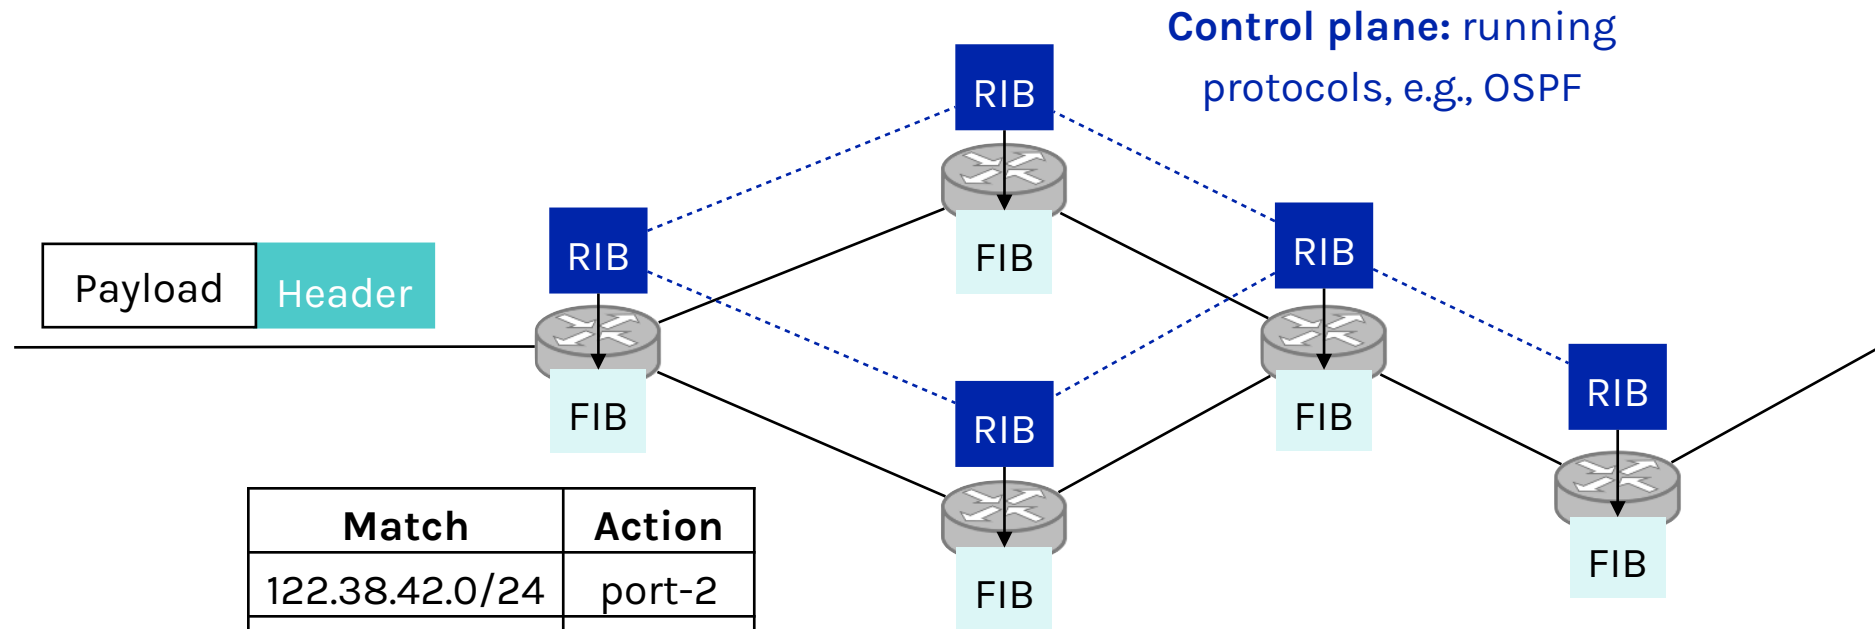 Control plane: running
protocols, e.g., OSPF
RIB
RIB
RIB
FIB
Payload
Header
RIB
FIB
RIB
FIB
RIB
FIB
FIB
Match
Action
122.38.42.0/24
port-2